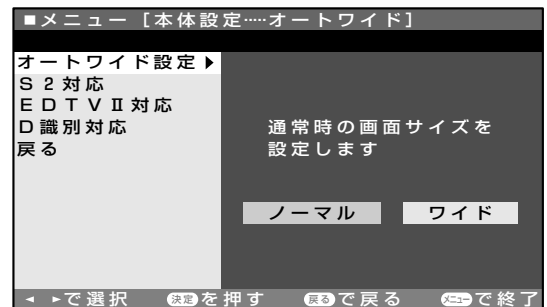 ■メニュー [本体設定……オートワイド]
オートワイド設定▶
S2対応
EDTVⅡ対応
D識別対応
戻る
通常時の画面サイズを
設定します
ノーマル ワイド
◄ ►で選択 決定を押す 戻るで戻る メニューで終了